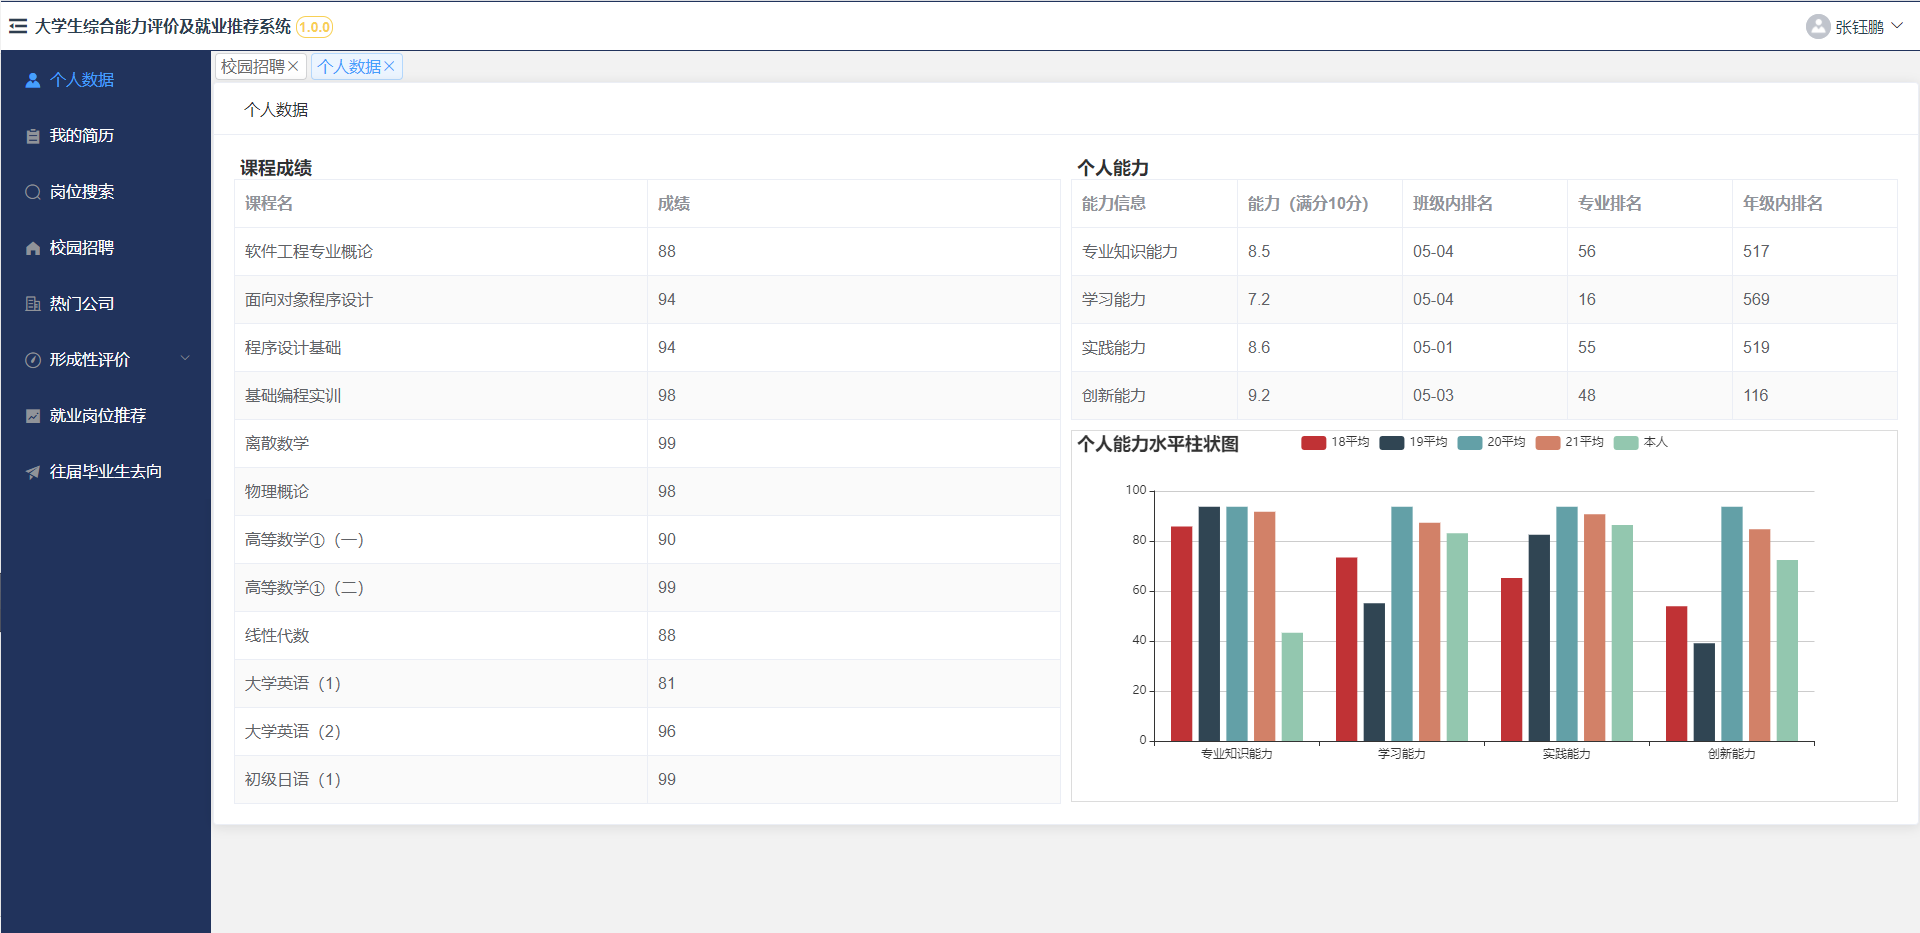 大学生综合能力评价及就业推荐系统 1.0.0
张钰鹏
个人数据
我的简历
岗位搜索
校园招聘
热门公司
形成性评价
就业岗位推荐
往届毕业生去向
校园招聘 个人数据
个人数据
课程成绩
课程名 成绩
软件工程专业概论 88
面向对象程序设计 94
程序设计基础 94
基础编程实训 98
离散数学 99
物理概论 98
高等数学①（一） 90
高等数学①（二） 99
线性代数 88
大学英语（1） 81
大学英语（2） 96
初级日语（1） 99
个人能力
能力信息 能力（满分10分） 班级内排名 专业排名 年级内排名
专业知识能力 8.5 05-04 56 517
学习能力 7.2 05-04 16 569
实践能力 8.6 05-01 55 519
创新能力 9.2 05-03 48 116
个人能力水平柱状图
18平均 19平均 20平均 21平均 本人
100
80
60
40
20
0
专业知识能力 学习能力 实践能力 创新能力